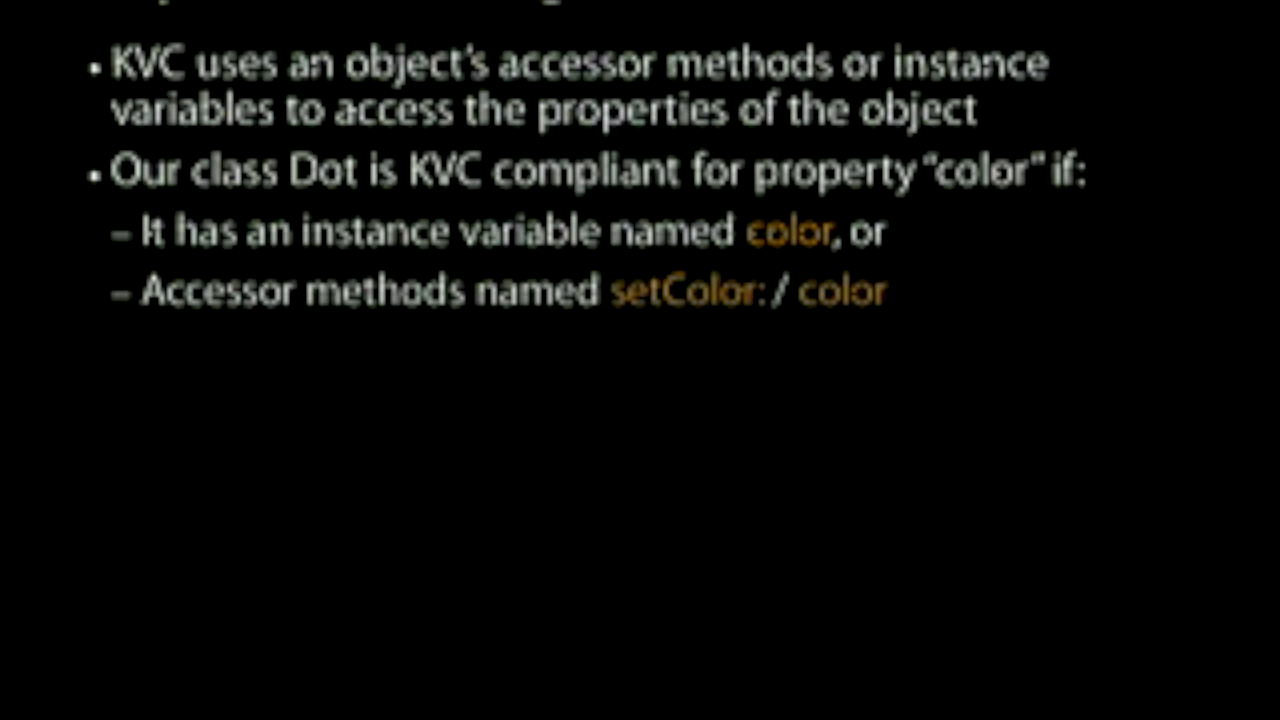 • KVC uses an object's accessor methods or instance
variables to access the properties of the object
• Our class Dot is KVC compliant for property “color” if:
– It has an instance variable named color, or
– Accessor methods named setColor: / color